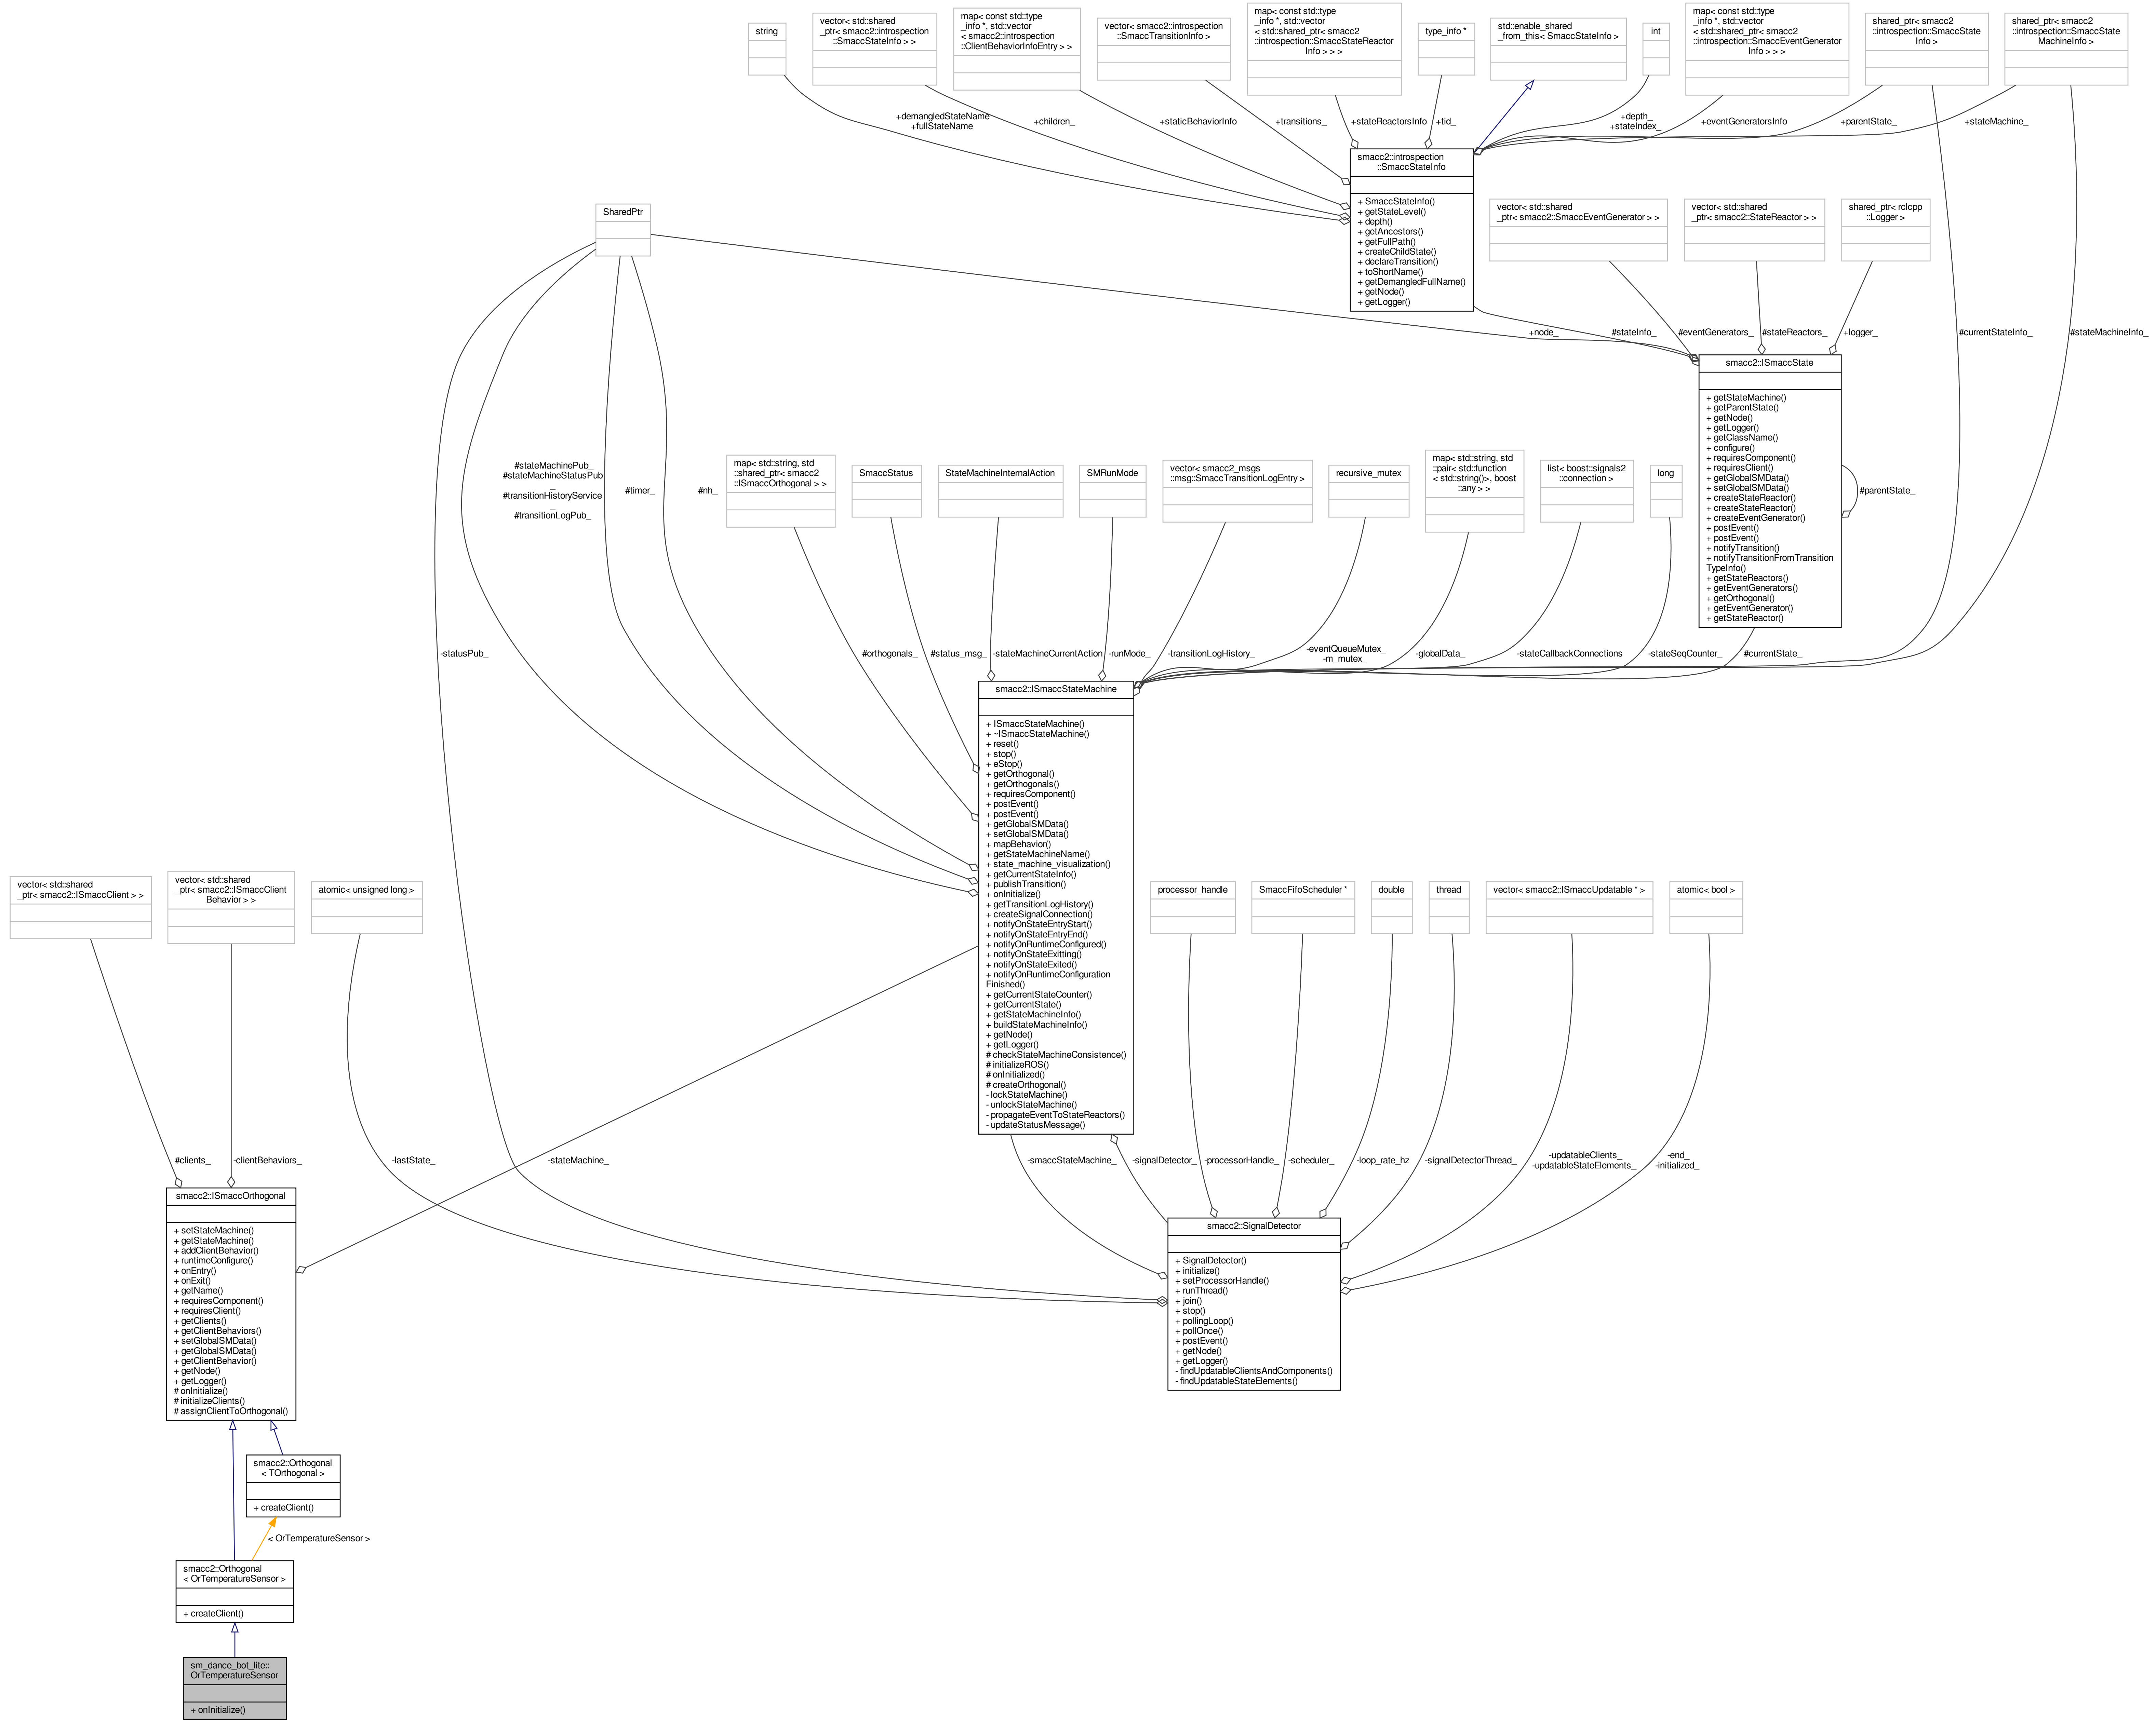 string
vector< std::shared
_ptr< smacc2::introspection
::SmaccStateInfo > >
map< const std::type
_info *, std::vector
< smacc2::introspection
::ClientBehaviorInfoEntry > >
vector< smacc2::introspection
::SmaccTransitionInfo >
map< const std::type
_info *, std::vector
< std::shared_ptr< smacc2
::introspection::SmaccStateReactor
Info > > >
type_info *
std::enable_shared
_from_this< SmaccStateInfo >
int
map< const std::type
_info *, std::vector
< std::shared_ptr< smacc2
::introspection::SmaccEventGenerator
Info > > >
shared_ptr< smacc2
::introspection::SmaccState
Info >
shared_ptr< smacc2
::introspection::SmaccState
MachineInfo >
+demangledStateName
+fullStateName
+children_
+staticBehaviorInfo
+transitions_
+stateReactorsInfo
+tid_
+depth_
+stateIndex_
+eventGeneratorsInfo
+parentState_
+stateMachine_
smacc2::introspection
::SmaccStateInfo
+ SmaccStateInfo()
+ getStateLevel()
+ depth()
+ getAncestors()
+ getFullPath()
+ createChildState()
+ declareTransition()
+ toShortName()
+ getDemangledFullName()
+ getNode()
+ getLogger()
SharedPtr
vector< std::shared
_ptr< smacc2::SmaccEventGenerator > >
vector< std::shared
_ptr< smacc2::StateReactor > >
shared_ptr< rclcpp
::Logger >
+node_
#stateInfo_
#eventGenerators_
#stateReactors_
+logger_
#currentStateInfo_
#stateMachineInfo_
smacc2::ISmaccState
+ getStateMachine()
+ getParentState()
+ getNode()
+ getLogger()
+ getClassName()
+ configure()
+ requiresComponent()
+ requiresClient()
+ getGlobalSMData()
+ setGlobalSMData()
+ createStateReactor()
+ createStateReactor()
+ createEventGenerator()
+ postEvent()
+ postEvent()
+ notifyTransition()
+ notifyTransitionFromTransition
TypeInfo()
+ getStateReactors()
+ getEventGenerators()
+ getOrthogonal()
+ getEventGenerator()
+ getStateReactor()
#parentState_
#stateMachinePub_
#stateMachineStatusPub
_
#transitionHistoryService
_
#transitionLogPub_
#timer_
#nh_
map< std::string, std
::shared_ptr< smacc2
::ISmaccOrthogonal > >
SmaccStatus
StateMachineInternalAction
SMRunMode
vector< smacc2_msgs
::msg::SmaccTransitionLogEntry >
recursive_mutex
map< std::string, std
::pair< std::function
< std::string()>, boost
::any > >
list< boost::signals2
::connection >
long
-statusPub_
#orthogonals_
#status_msg_
-stateMachineCurrentAction
-runMode_
-transitionLogHistory_
-eventQueueMutex_
-m_mutex_
-globalData_
-stateCallbackConnections
-stateSeqCounter_
#currentState_
smacc2::ISmaccStateMachine
+ ISmaccStateMachine()
+ ~ISmaccStateMachine()
+ reset()
+ stop()
+ eStop()
+ getOrthogonal()
+ getOrthogonals()
+ requiresComponent()
+ postEvent()
+ postEvent()
+ getGlobalSMData()
+ setGlobalSMData()
+ mapBehavior()
+ getStateMachineName()
+ state_machine_visualization()
+ getCurrentStateInfo()
+ publishTransition()
+ onInitialize()
+ getTransitionLogHistory()
+ createSignalConnection()
+ notifyOnStateEntryStart()
+ notifyOnStateEntryEnd()
+ notifyOnRuntimeConfigured()
+ notifyOnStateExitting()
+ notifyOnStateExited()
+ notifyOnRuntimeConfiguration
Finished()
+ getCurrentStateCounter()
+ getCurrentState()
+ getStateMachineInfo()
+ buildStateMachineInfo()
+ getNode()
+ getLogger()
# checkStateMachineConsistence()
# initializeROS()
# onInitialized()
# createOrthogonal()
- lockStateMachine()
- unlockStateMachine()
- propagateEventToStateReactors()
- updateStatusMessage()
vector< std::shared
_ptr< smacc2::ISmaccClient > >
vector< std::shared
_ptr< smacc2::ISmaccClient
Behavior > >
atomic< unsigned long >
processor_handle
SmaccFifoScheduler *
double
thread
vector< smacc2::ISmaccUpdatable * >
atomic< bool >
#clients_
-clientBehaviors_
-lastState_
-stateMachine_
-smaccStateMachine_
-signalDetector_
-processorHandle_
-scheduler_
-loop_rate_hz
-signalDetectorThread_
-updatableClients_
-updatableStateElements_
-end_
-initialized_
smacc2::ISmaccOrthogonal
+ setStateMachine()
+ getStateMachine()
+ addClientBehavior()
+ runtimeConfigure()
+ onEntry()
+ onExit()
+ getName()
+ requiresComponent()
+ requiresClient()
+ getClients()
+ getClientBehaviors()
+ setGlobalSMData()
+ getGlobalSMData()
+ getClientBehavior()
+ getNode()
+ getLogger()
# onInitialize()
# initializeClients()
# assignClientToOrthogonal()
smacc2::SignalDetector
+ SignalDetector()
+ initialize()
+ setProcessorHandle()
+ runThread()
+ join()
+ stop()
+ pollingLoop()
+ pollOnce()
+ postEvent()
+ getNode()
+ getLogger()
- findUpdatableClientsAndComponents()
- findUpdatableStateElements()
smacc2::Orthogonal
< TOrthogonal >
+ createClient()
< OrTemperatureSensor >
smacc2::Orthogonal
< OrTemperatureSensor >
+ createClient()
sm_dance_bot_lite::
OrTemperatureSensor
+ onInitialize()